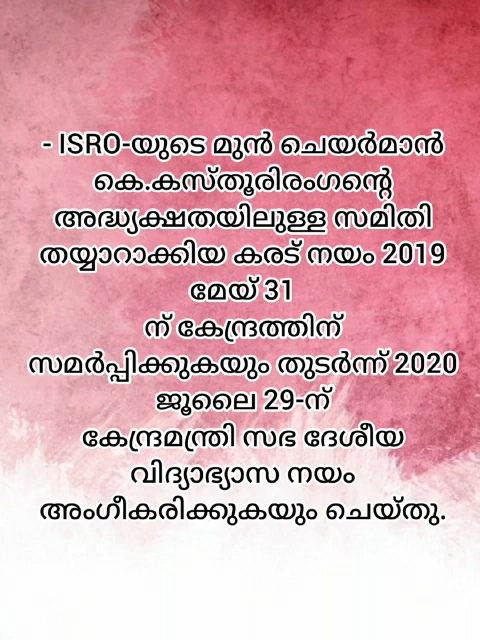 - ISRO-യുടെ മുൻ ചെയർമാൻ
കെ.കസ്തൂരിരംഗന്റെ
അദ്ധ്യക്ഷതയിലുള്ള സമിതി
തയ്യാറാക്കിയ കരട് നയം 2019
മേയ് 31
ന് കേന്ദ്രത്തിന്
സമർപ്പിക്കുകയും തുടർന്ന് 2020
ജൂലൈ 29-ന്
കേന്ദ്രമന്ത്രി സഭ ദേശീയ
വിദ്യാഭ്യാസ നയം
അംഗീകരിക്കുകയും ചെയ്തു.